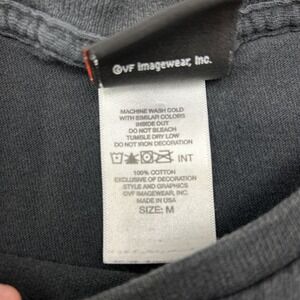 ©VF Imagewear, Inc.
MACHINE WASH COLD
WITH SIMILAR COLORS
INSIDE OUT
DO NOT BLEACH
TUMBLE DRY LOW
DO NOT IRON DECORATION
INT
100% COTTON
EXCLUSIVE OF DECORATION
STYLE AND GRAPHICS
©VF IMAGEWEAR, INC.
MADE IN USA
SIZE: M